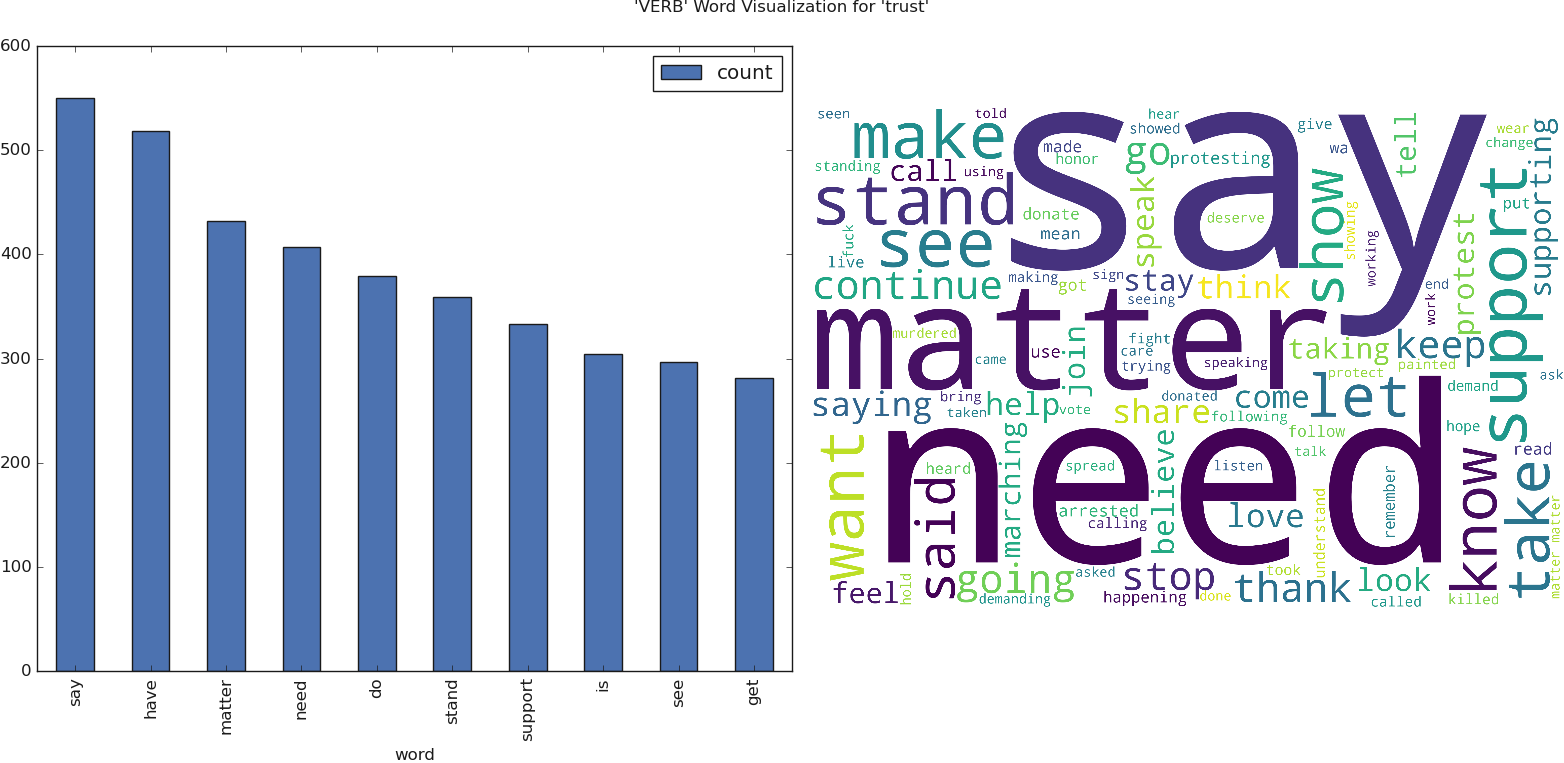 'VERB' Word Visualization for 'trust'
600
500
400
300
200
100
0
count
say
have
matter
need
do
stand
support
is
see
get
word
seen
told
hear
give
wear
make
say
showed
change
made
honor
go
protesting
wa
tell
supporting
standing
call
using
stand
donate
speak
deserve
show
put
fuck
see
mean
showing
working
protest
support
live
continue
making
got
sign
stay
seeing
think
end
work
matter
murdered
came
use
join
fight
care
trying
speaking
taking
keep
protect
painted
ask
saying
bring
taken
help
vote
share
donated
following
come
let
demand
want
heard
said
marching
spread
believe
listen
follow
talk
hope
read
need
arrested
calling
love
remember
know
take
matter matter
feel
hold
going
demanding
asked
stop
happening
took
done
understand
thank
look
called
killed